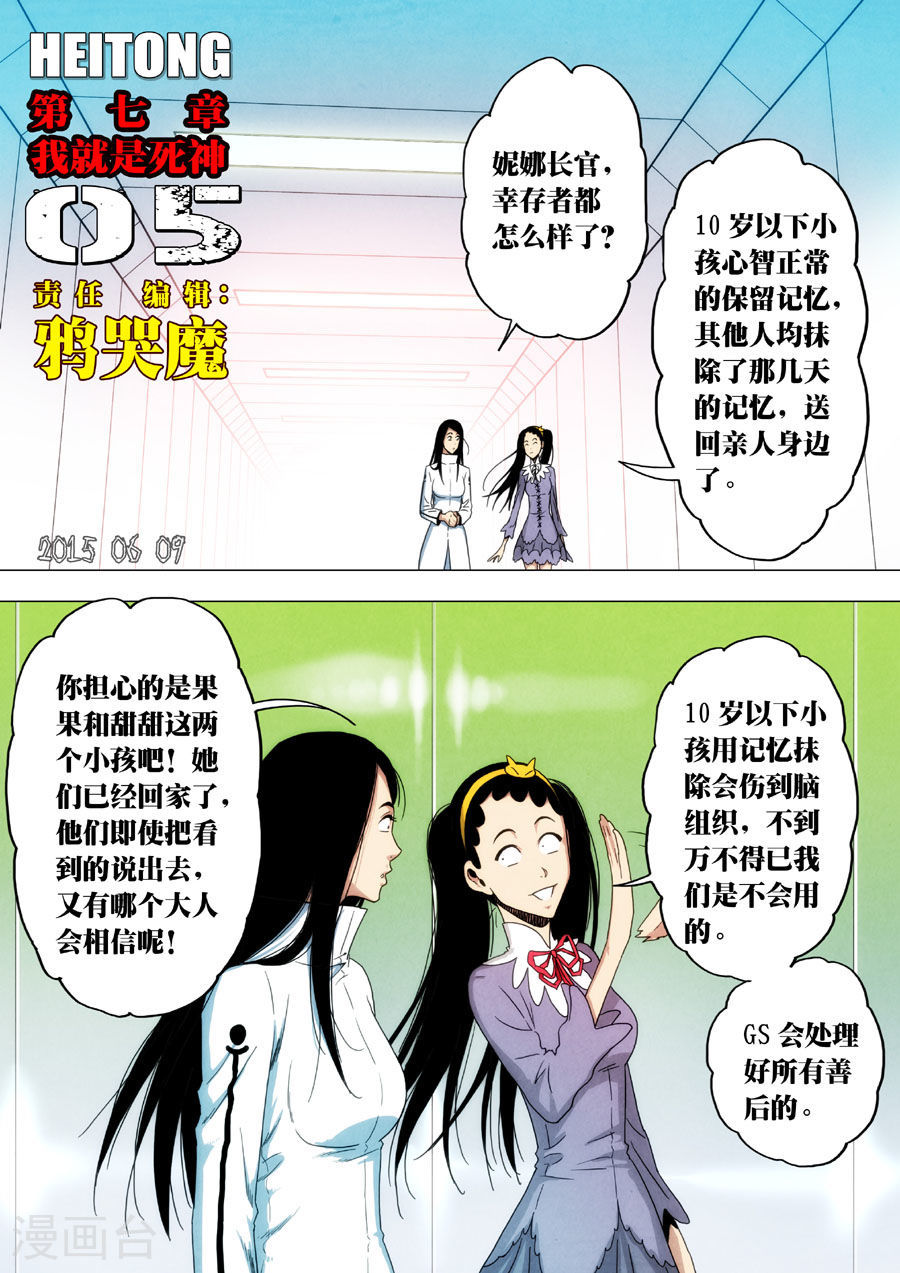 HEITONG
第七章
我就是死神
05
责任 编辑：
鸦哭魔
妮娜长官，
幸存者都
怎么样了？
10岁以下小
孩心智正常
的保留记忆，
其他人均抹
除了那几天
的记忆，送
回亲人身边
了。
2015 06 09
你担心的是果
果和甜甜这两
个小孩吧！她
们已经回家了，
他们即使把看
到的说出去，
又有哪个大人
会相信呢！
10岁以下小
孩用记忆抹
除会伤到脑
组织，不到
万不得已我
们是不会用
的。
GS会处理
好所有善
后的。
漫画台